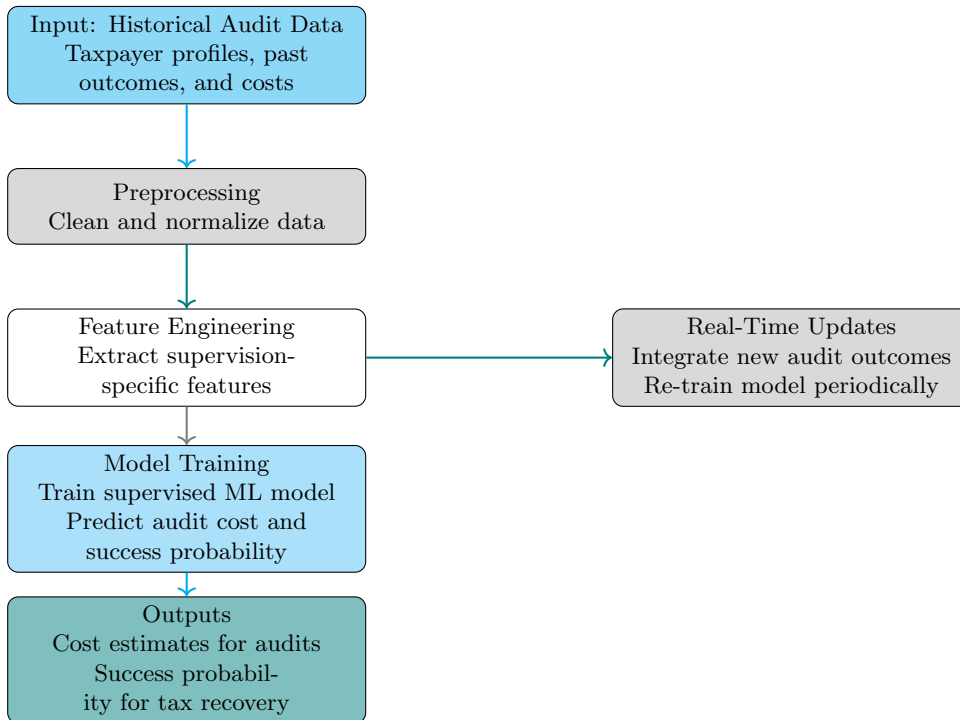 Input: Historical Audit Data
Taxpayer profiles, past
outcomes, and costs
Preprocessing
Clean and normalize data
Feature Engineering
Extract supervision-
specific features
Real-Time Updates
Integrate new audit outcomes
Re-train model periodically
Model Training
Train supervised ML model
Predict audit cost and
success probability
Outputs
Cost estimates for audits
Success probabil-
ity for tax recovery